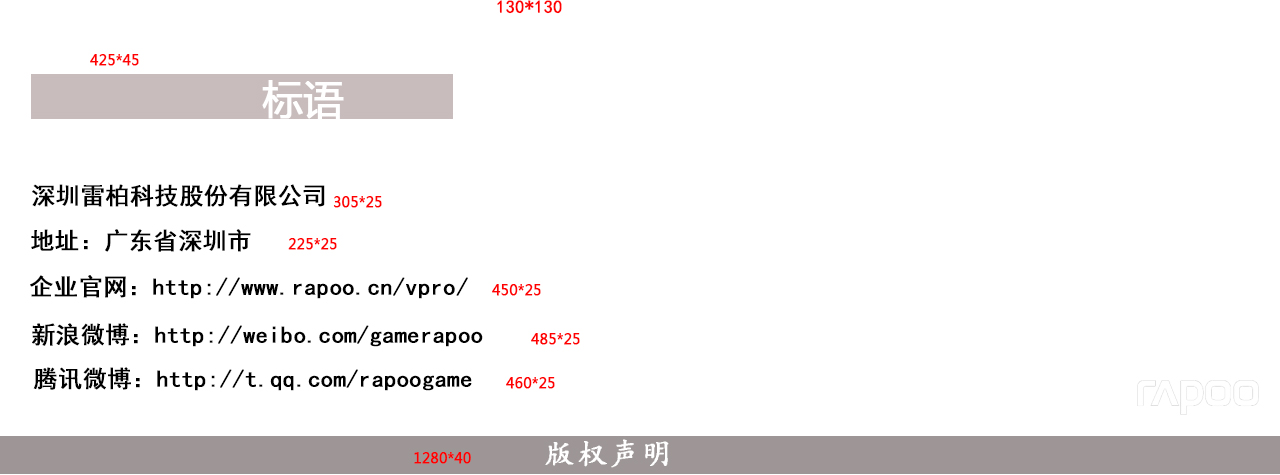 130*130
425*45
标语
深圳雷柏科技股份有限公司 305*25
地址：广东省深圳市 225*25
企业官网：http://www.rapoo.cn/vpro/ 450*25
新浪微博：http://weibo.com/gamerapoo 485*25
腾讯微博：http://t.qq.com/rapoogame 460*25
rapoo
1280*40 版权声明